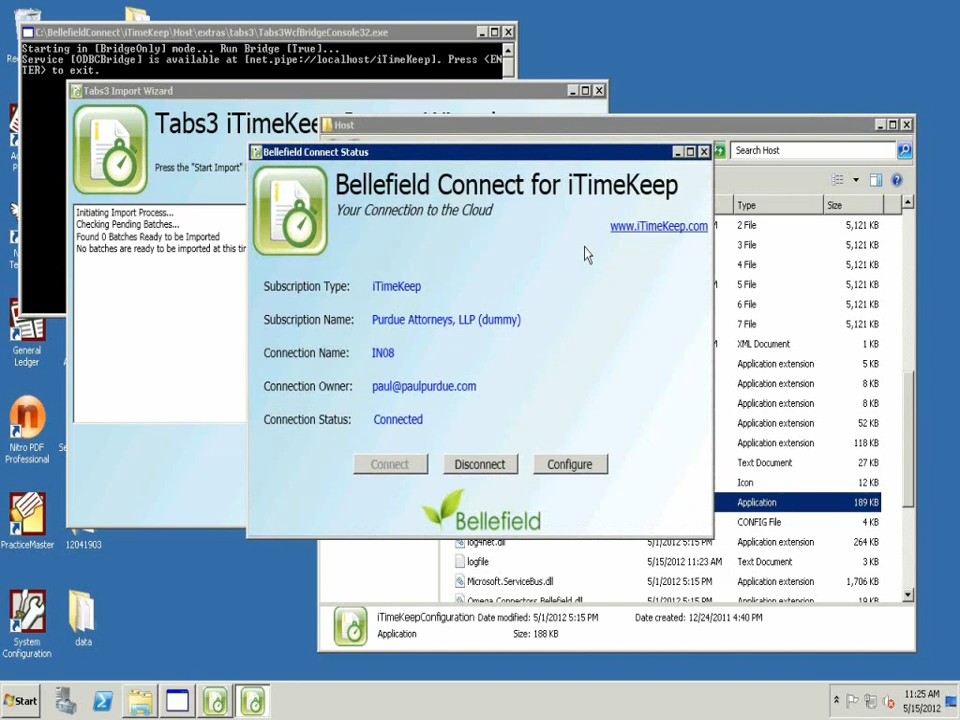 C:\BellefieldConnect\iTimeKeep\Host\extras\tabs3\Tabs3WcfBridgeConsole32.exe
Starting in [BridgeOnly] mode... Run Bridge [True]...
Service [ODBCBridge] is available at [net.pipe://localhost/iTimeKeep]. Press <EN
TER> to exit.
Tabs3 Import Wizard
Tabs3 iTimeKee
Press the "Start Import"
Initiating Import Process...
Checking Pending Batches...
Found 0 Batches Ready to be Imported
No batches are ready to be imported at this tim
Host
Search Host
Type
Size
2 File
5,121 KB
3 File
5,121 KB
4 File
5,121 KB
5 File
5,121 KB
6 File
5,121 KB
7 File
5,121 KB
XML Document
1 KB
Application extension
8 KB
Application extension
8 KB
Application extension
52 KB
Application extension
118 KB
Text Document
27 KB
Icon
12 KB
Application
189 KB
CONFIG File
4 KB
log4net.dll
5/1/2012 5:15 PM
Application extension
264 KB
logfile
5/15/2012 11:23 AM
Text Document
3 KB
Microsoft.ServiceBus.dll
5/1/2012 5:15 PM
Application extension
1,706 KB
Omega.Connectors.Bellefield.dll
5/1/2012 5:15 PM
Application extension
19 KB
iTimeKeepConfiguration Date modified: 5/1/2012 5:15 PM
Date created: 12/24/2011 4:40 PM
Application
Size: 188 KB
Bellefield Connect Status
Bellefield Connect for iTimeKeep
Your Connection to the Cloud
www.iTimeKeep.com
Subscription Type: iTimeKeep
Subscription Name: Purdue Attorneys, LLP (dummy)
Connection Name: IN08
Connection Owner: paul@paulpurdue.com
Connection Status: Connected
Connect
Disconnect
Configure
Bellefield
General
Ledger
Nitro PDF
Professional
PracticeMaster
12041903
System
Configuration
data
Start
11:25 AM
5/15/2012